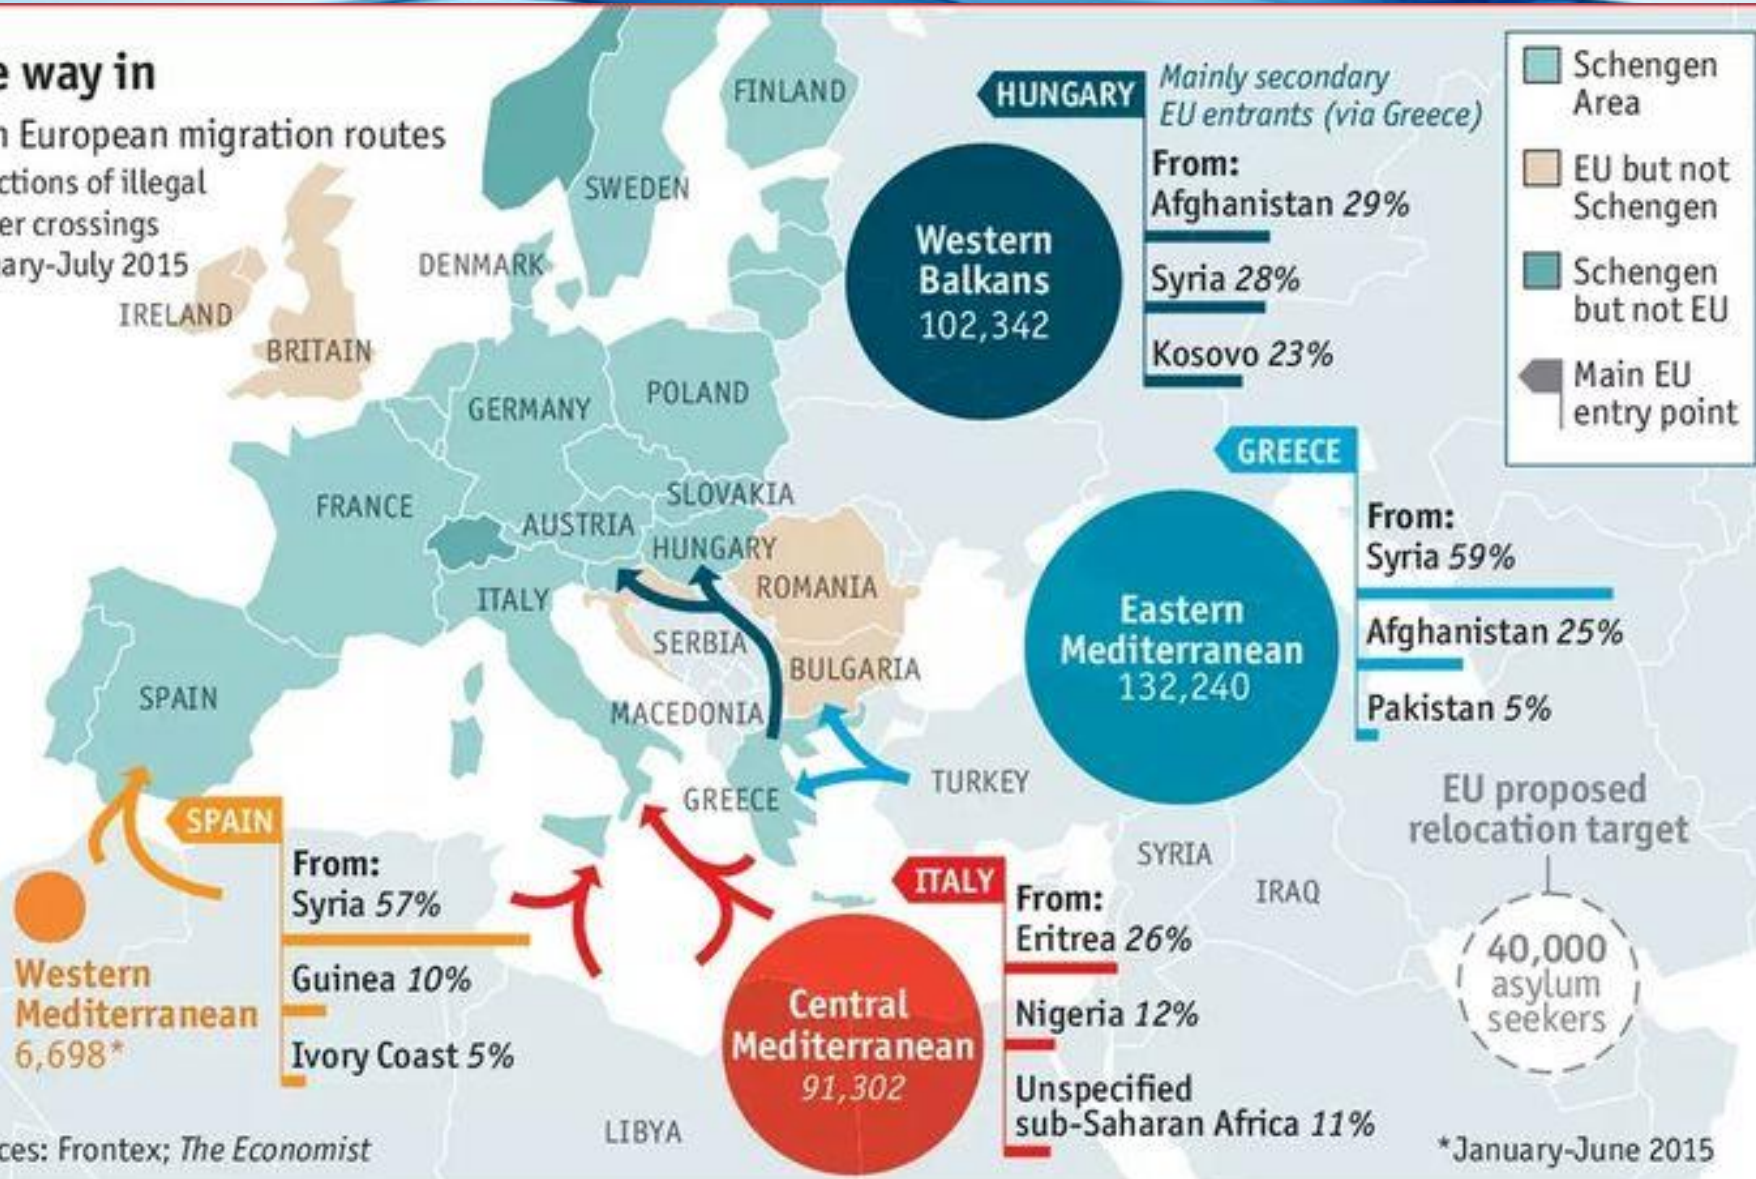 e way in
n European migration routes
ctions of illegal
er crossings
ary-July 2015
FINLAND
SWEDEN
DENMARK
IRELAND
BRITAIN
GERMANY
POLAND
FRANCE
SLOVAKIA
AUSTRIA
HUNGARY
ROMANIA
ITALY
SERBIA
BULGARIA
SPAIN
MACEDONIA
GREECE
TURKEY
SYRIA
IRAQ
LIBYA
HUNGARY
Mainly secondary
EU entrants (via Greece)
Western
Balkans
102,342
From:
Afghanistan 29%
Syria 28%
Kosovo 23%
Schengen
Area
EU but not
Schengen
Schengen
but not EU
Main EU
entry point
GREECE
Eastern
Mediterranean
132,240
From:
Syria 59%
Afghanistan 25%
Pakistan 5%
SPAIN
Western
Mediterranean
6,698*
From:
Syria 57%
Guinea 10%
Ivory Coast 5%
ITALY
Central
Mediterranean
91,302
From:
Eritrea 26%
Nigeria 12%
Unspecified
sub-Saharan Africa 11%
EU proposed
relocation target
40,000
asylum
seekers
ces: Frontex; The Economist
*January-June 2015